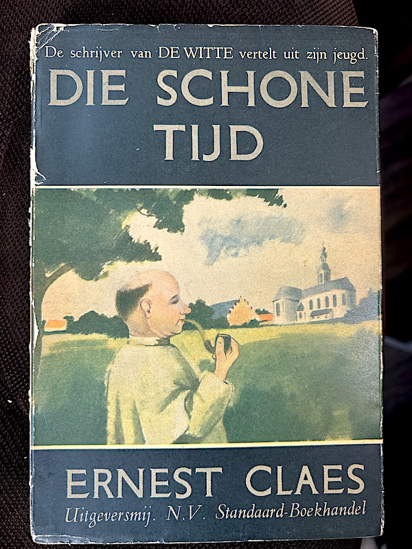 De schrijver van DE WITTE vertelt uit zijn jeugd.
DIE SCHONE
TIJD
ERNEST CLAES
Uitgeversmij. N.V. Standaard-Boekhandel